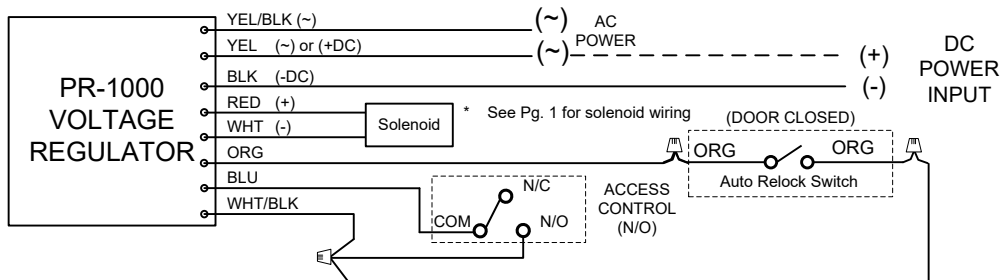 PR-1000
VOLTAGE
REGULATOR
YEL/BLK (~)
YEL (~) or (+DC)
BLK (-DC)
RED (+)
WHT (-)
ORG
BLU
WHT/BLK
(~)
(~)
AC
POWER
(+)
(-)
DC
POWER
INPUT
Solenoid
* See Pg. 1 for solenoid wiring
(DOOR CLOSED)
ORG
ORG
Auto Relock Switch
N/C
COM
N/O
ACCESS
CONTROL
(N/O)